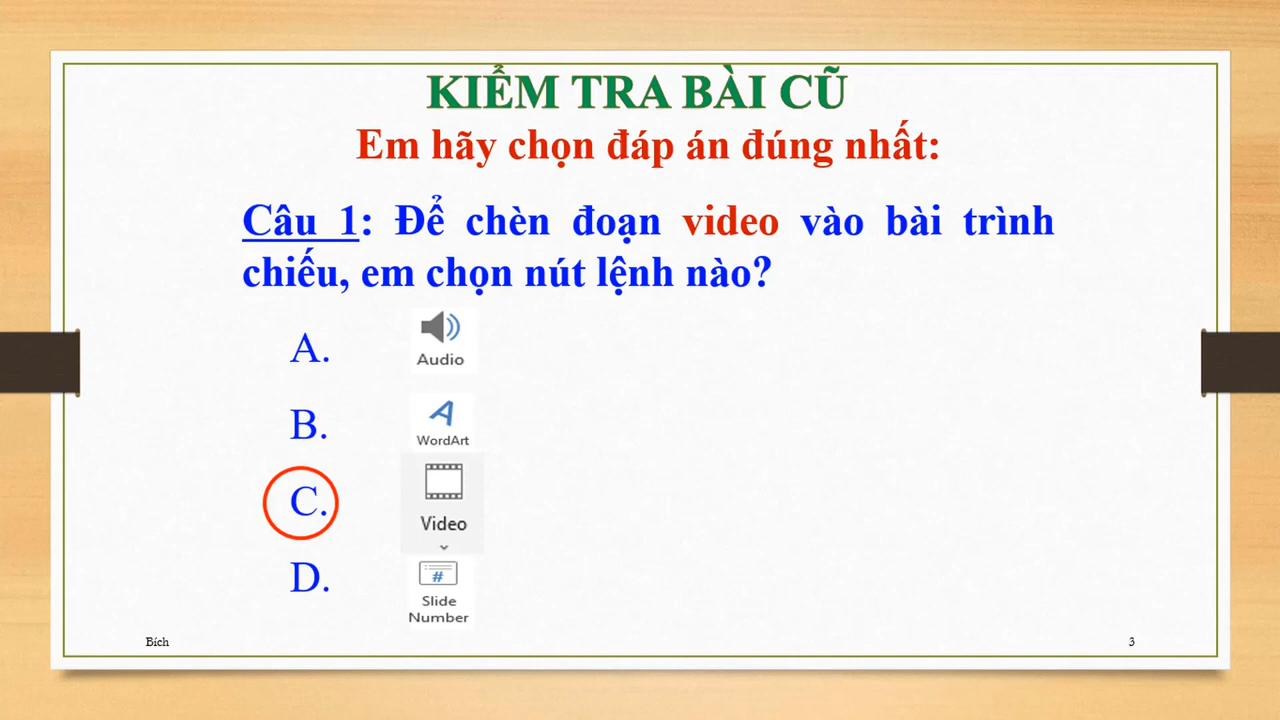 KIỂM TRA BÀI CŨ
Em hãy chọn đáp án đúng nhất:
Câu 1: Để chèn đoạn video vào bài trình
chiếu, em chọn nút lệnh nào?
A. Audio
B. WordArt
C. Video
D. Slide
Number
Bích 3